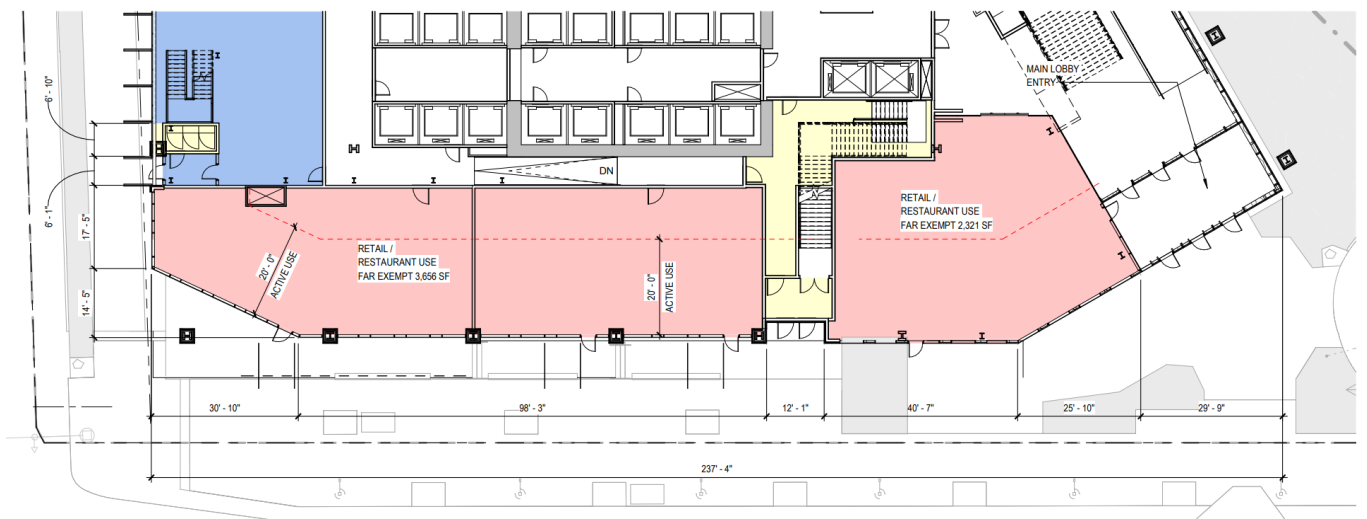 MAIN LOBBY
ENTRY
6' - 10"
6' - 1"
17' - 5"
14' - 5"
DN
RETAIL /
RESTAURANT USE
FAR EXEMPT 3,656 SF
20' - 0"
ACTIVE USE
20' - 0"
ACTIVE USE
RETAIL /
RESTAURANT USE
FAR EXEMPT 2,321 SF
30' - 10"
98' - 3"
12' - 1"
40' - 7"
25' - 10"
29' - 9"
237' - 4"